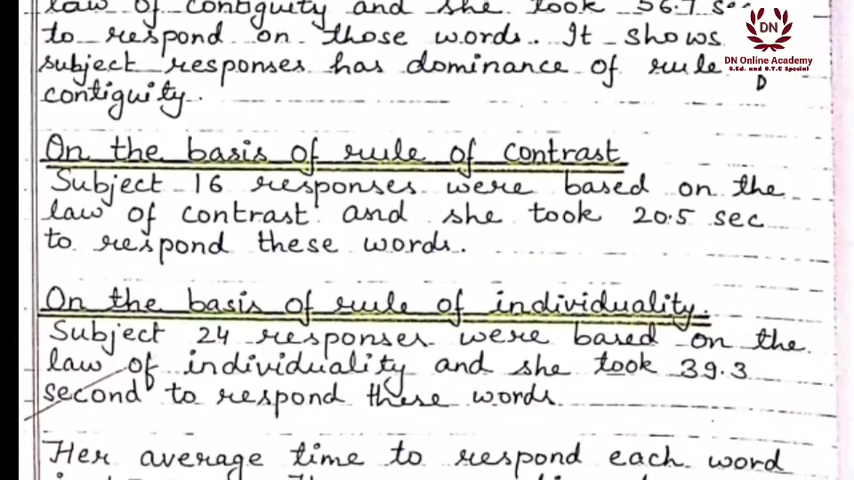 law of contiguity and she took 56.7 sec
to respond on those words. It shows
subject responses has dominance of rule
contiguity.
On the basis of rule of contrast
Subject 16 responses were based on the
law of contrast and she took 20.5 sec
to respond these words.
On the basis of rule of individuality.
Subject 24 responses were based on the
law of individuality and she took 39.3
second to respond these words.
Her average time to respond each word
DN
DN Online Academy
B.Ed. and B.T.C Special
D